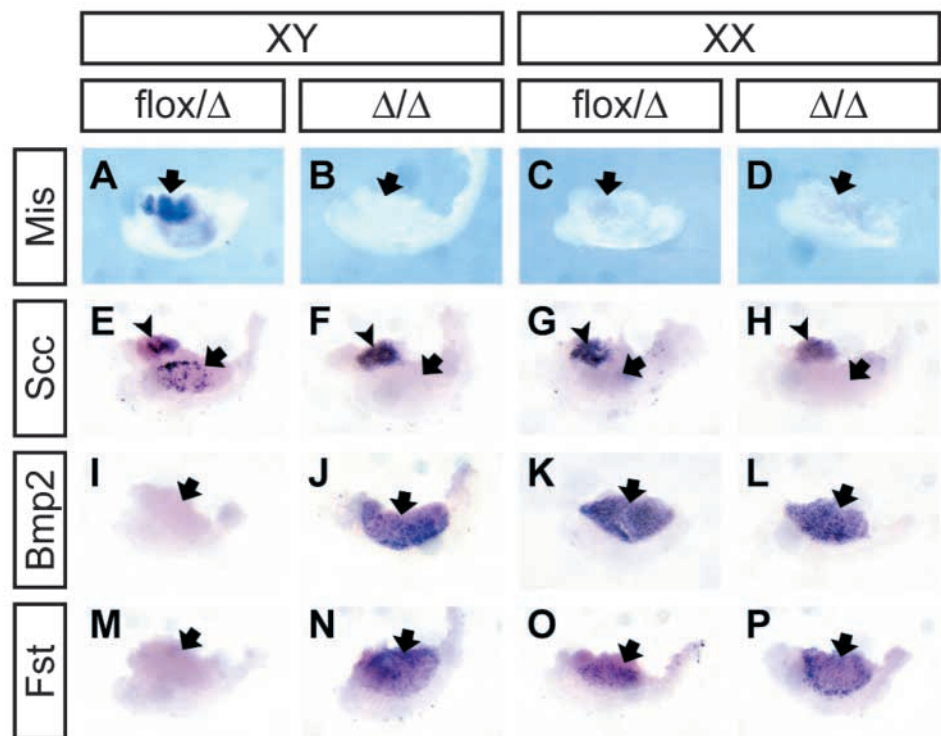 XY XX
flox/Δ Δ/Δ flox/Δ Δ/Δ
Mis A B C D
Scc E F G H
Bmp2 I J K L
Fst M N O P